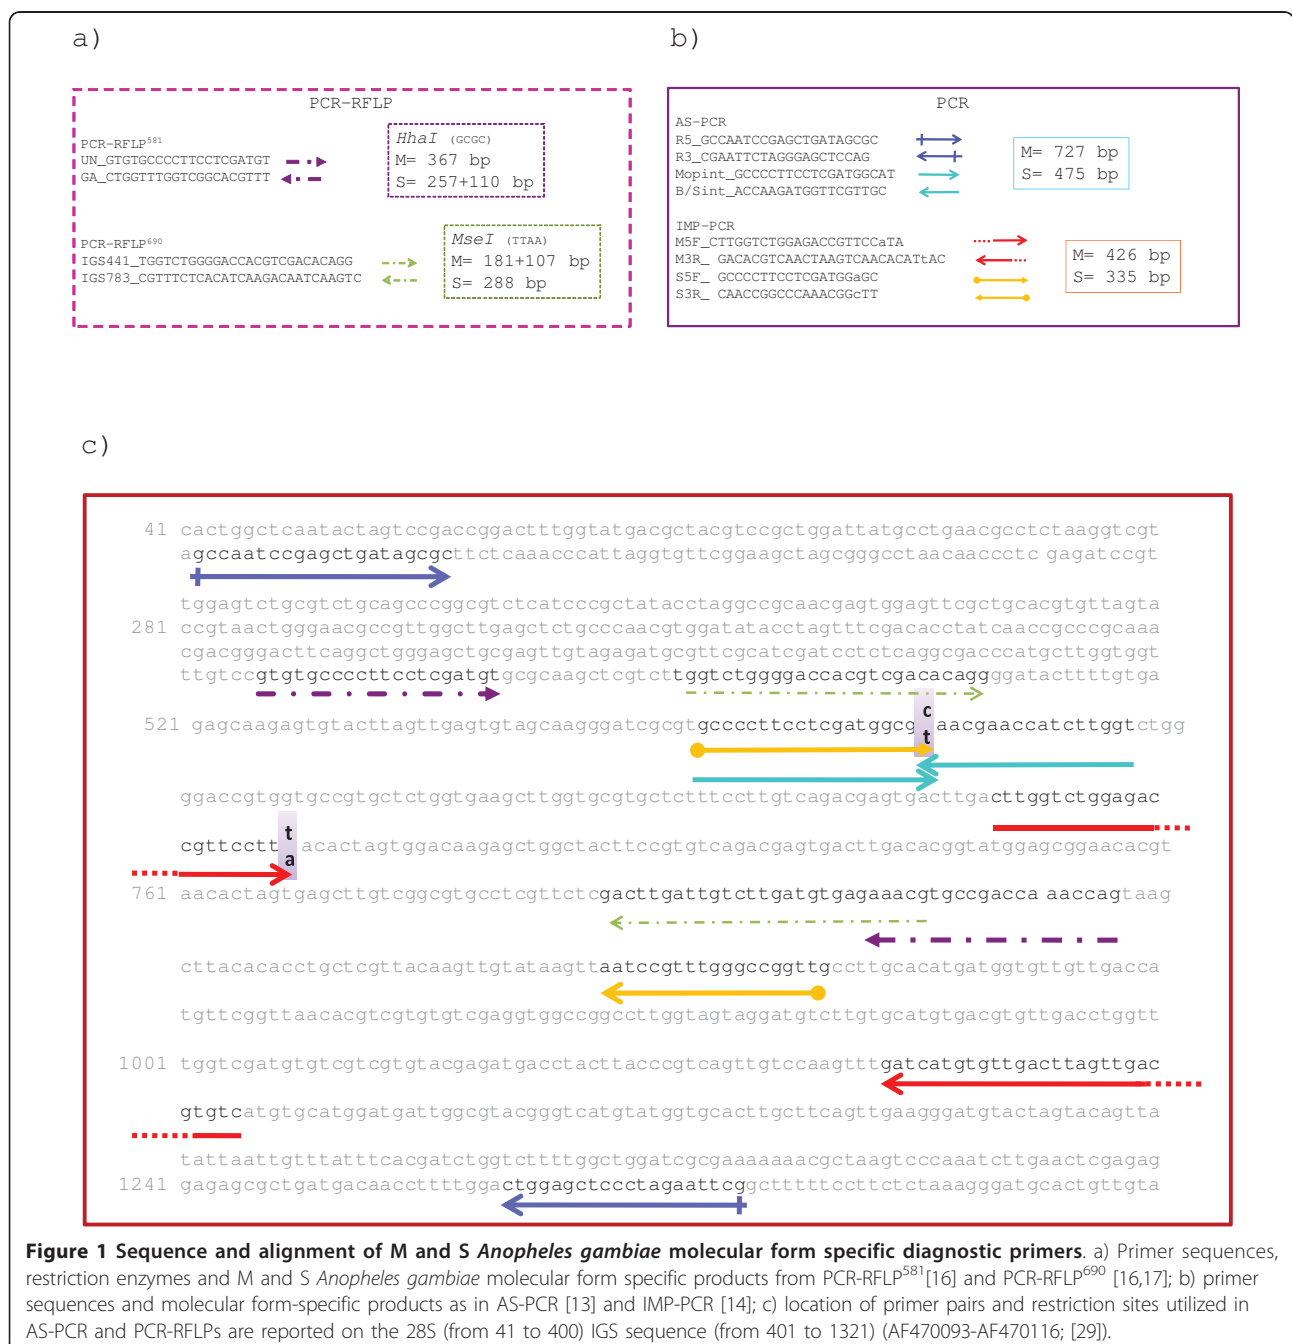 a)
PCR-RFLP
PCR-RFLP581
UN_GTGTGCCCCTTCCTCGATGT
GA_CTGGTTTGGTCGGCACGTTT
HhaI (GCGC)
M= 367 bp
S= 257+110 bp
PCR-RFLP690
IGS441_TGGTCTGGGGACCACGTCGACACAGG
IGS783_CGTTTCTCACATCAAGACAATCAAGTC
MseI (TTAA)
M= 181+107 bp
S= 288 bp
b)
PCR
AS-PCR
R5_GCCAATCCGAGCTGATAGCGC
R3_CGAATTCTAGGGAGCTCCAG
Mopint_GCCCCTTCCTCGATGGCAT
B/Sint_ACCAAGATGGTTCGTTGC
M= 727 bp
S= 475 bp
IMP-PCR
M5F_CTTGGTCTGGAGACCGTTCCaTA
M3R_ GACACGTCAACTAAGTCAACACATtAC
S5F_ GCCCCTTCCTCGATGGaGC
S3R_ CAACCGGCCCAAACGGcTT
M= 426 bp
S= 335 bp
c)
41 cactggctcaatactagtccgaccggactttggtatgacgctacgtccgctggattatgcctgaacgcctctaaggtcgt
agccaatccgagctgatagcgcttctcaaacccattaggtgttcggaagctagcgggcctaacaaccctc gagatccgt
tggagtctgcgtctgcagcccggcgtctcatcccgctatacctaggccgcaacgagtggagttcgctgcacgtgttagta
281 ccgtaactgggaacgccgttggcttgagctctgcccaacgtggatatacctagtttcgacacctatcaaccgcccgcaaa
cgacgggacttcaggctgggagctgcgagttgtagagatgcgttcgcatcgatcctctcaggcgacccatgcttggtggt
ttgtccgtgtgccccttcctcgatgtgcgcaagctcgtcttggtctggggaccacgtcgacacaggggatacttttgtga
521 gagcaagagtgtacttagttgagtgtagcaagggatcgcgtgccccttcctcgatggcg c aacgaaccatcttggtctgg
t
ggaccgtggtgccgtgctctggtgaagcttggtgcgtgctctttccttgtcagacgagtgacttgacttggtctggagac
cgttcctt t acactagtggacaagagctggctacttccgtgtcagacgagtgacttgacacggtatggagcggaacacgt
a
761 aacactagtgagcttgtcggcgtgcctcgttctcgacttgattgtcttgatgtgagaaacgtgccgacca aaccagtaag
cttacacacctgctcgttacaagttgtataagttaatccgtttgggccggttgccttgcacatgatggtgttgttgacca
tgttcggttaacacgtcgtgtgtcgaggtggccggccttggtagtaggatgtcttgtgcatgtgacgtgttgacctggtt
1001 tggtcgatgtgtcgtcgtgtacgagatgacctacttacccgtcagttgtccaagtttgatcatgtgttgacttagttgac
gtgtcatgtgcatggatgattggcgtacgggtcatgtatggtgcacttgcttcagttgaagggatgtactagtacagtta
tattaattgtttatttcacgatctggtcttttggctggatcgcgaaaaaaacgctaagtcccaaatcttgaactcgagag
1241 gagagcgctgatgacaaccttttggactggagctccctagaattcggctttttccttctctaaagggatgcactgttgta
Figure 1 Sequence and alignment of M and S Anopheles gambiae molecular form specific diagnostic primers. a) Primer sequences,
restriction enzymes and M and S Anopheles gambiae molecular form specific products from PCR-RFLP581[16] and PCR-RFLP690 [16,17]; b) primer
sequences and molecular form-specific products as in AS-PCR [13] and IMP-PCR [14]; c) location of primer pairs and restriction sites utilized in
AS-PCR and PCR-RFLPs are reported on the 28S (from 41 to 400) IGS sequence (from 401 to 1321) (AF470093-AF470116; [29]).